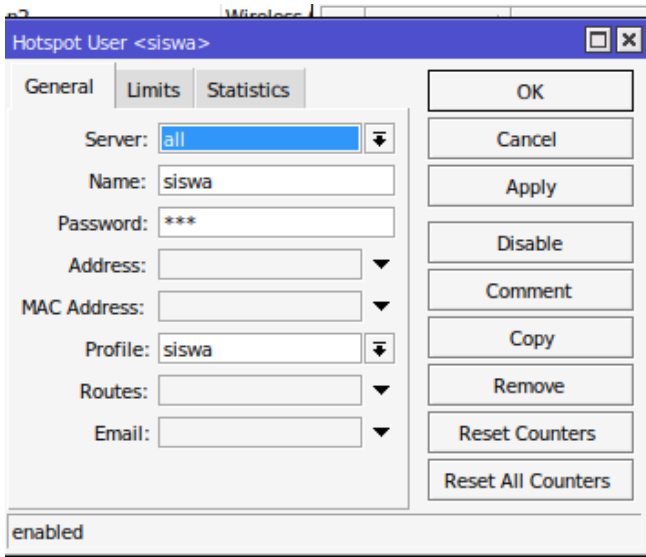 Hotspot User <siswa>
General Limits Statistics
Server: all
Name: siswa
Password: ***
Address:
MAC Address:
Profile: siswa
Routes:
Email:
OK
Cancel
Apply
Disable
Comment
Copy
Remove
Reset Counters
Reset All Counters
enabled